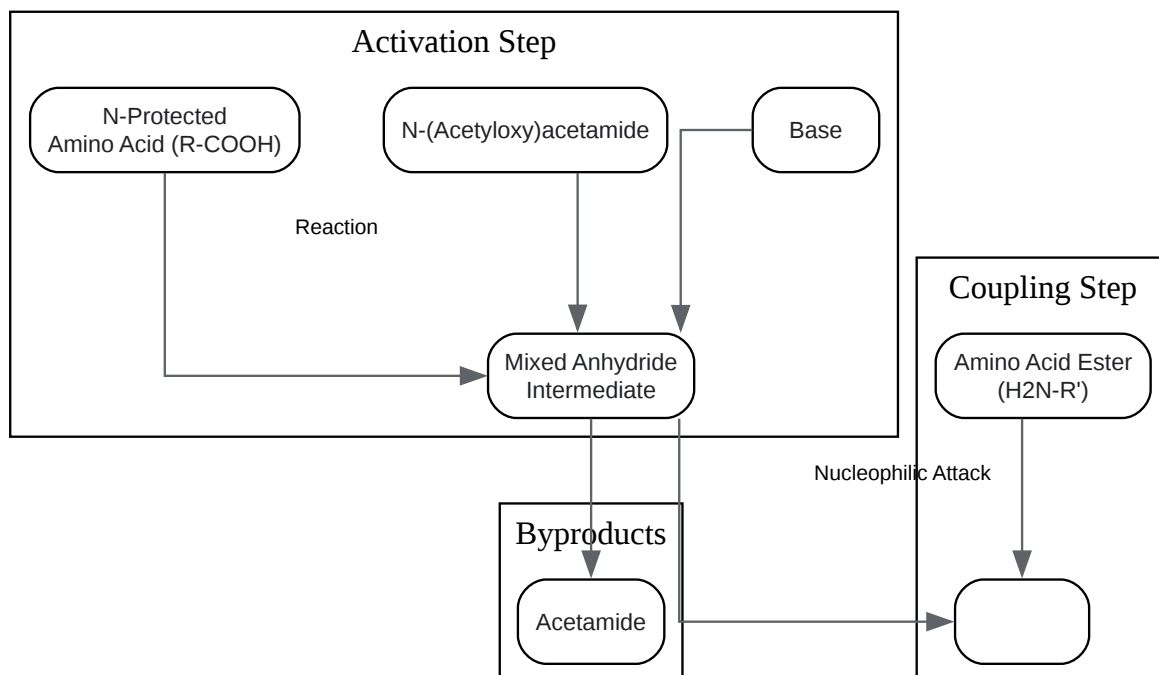 Activation Step
N-Protected
Amino Acid (R-COOH)
N-(Acetyloxy)acetamide
Base
Reaction
Coupling Step
Mixed Anhydride
Intermediate
Amino Acid Ester
(H2N-R')
Nucleophilic Attack
Byproducts
Acetamide